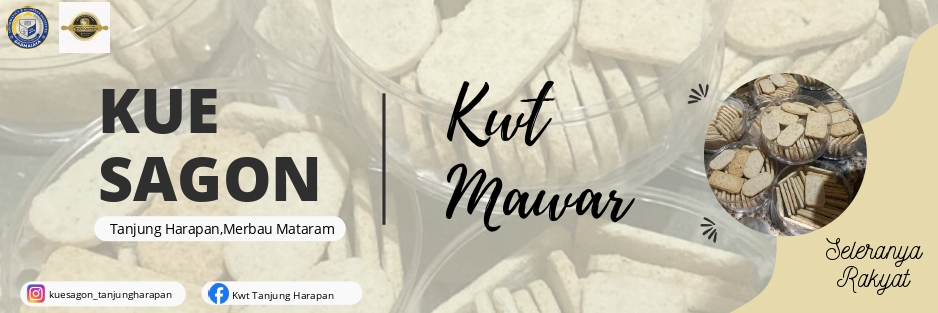 KUE
SAGON
Tanjung Harapan,Merbau Mataram
Kwt
Mawar
Seleranya
Rakyat
kuesagon_tanjungharapan
Kwt Tanjung Harapan